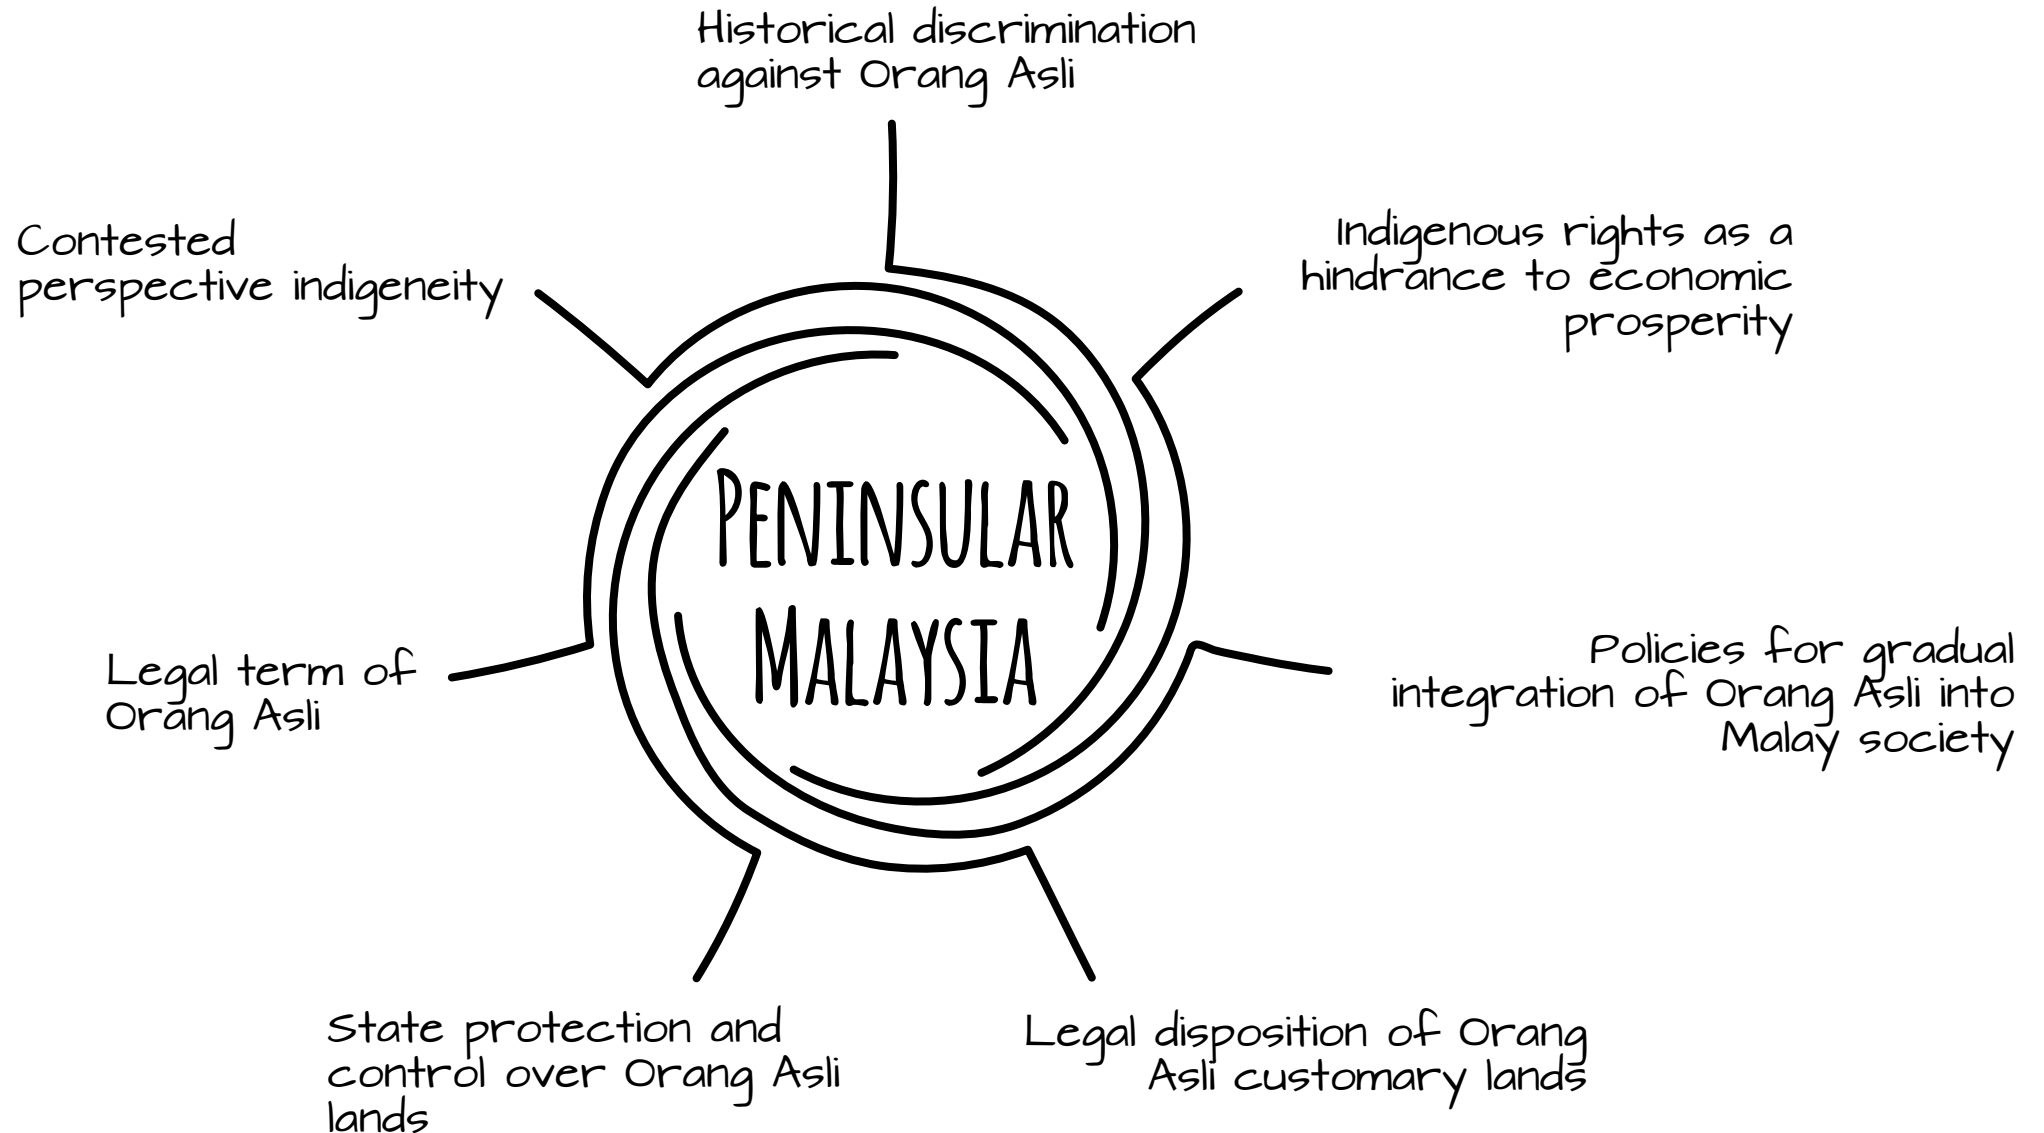 Historical discrimination
against Orang Asli
Contested
perspective indigeneity
Indigenous rights as a
hindrance to economic
prosperity
PENINSULAR
MALAYSIA
Legal term of
Orang Asli
Policies for gradual
integration of Orang Asli into
Malay society
State protection and
control over Orang Asli
lands
Legal disposition of Orang
Asli customary lands